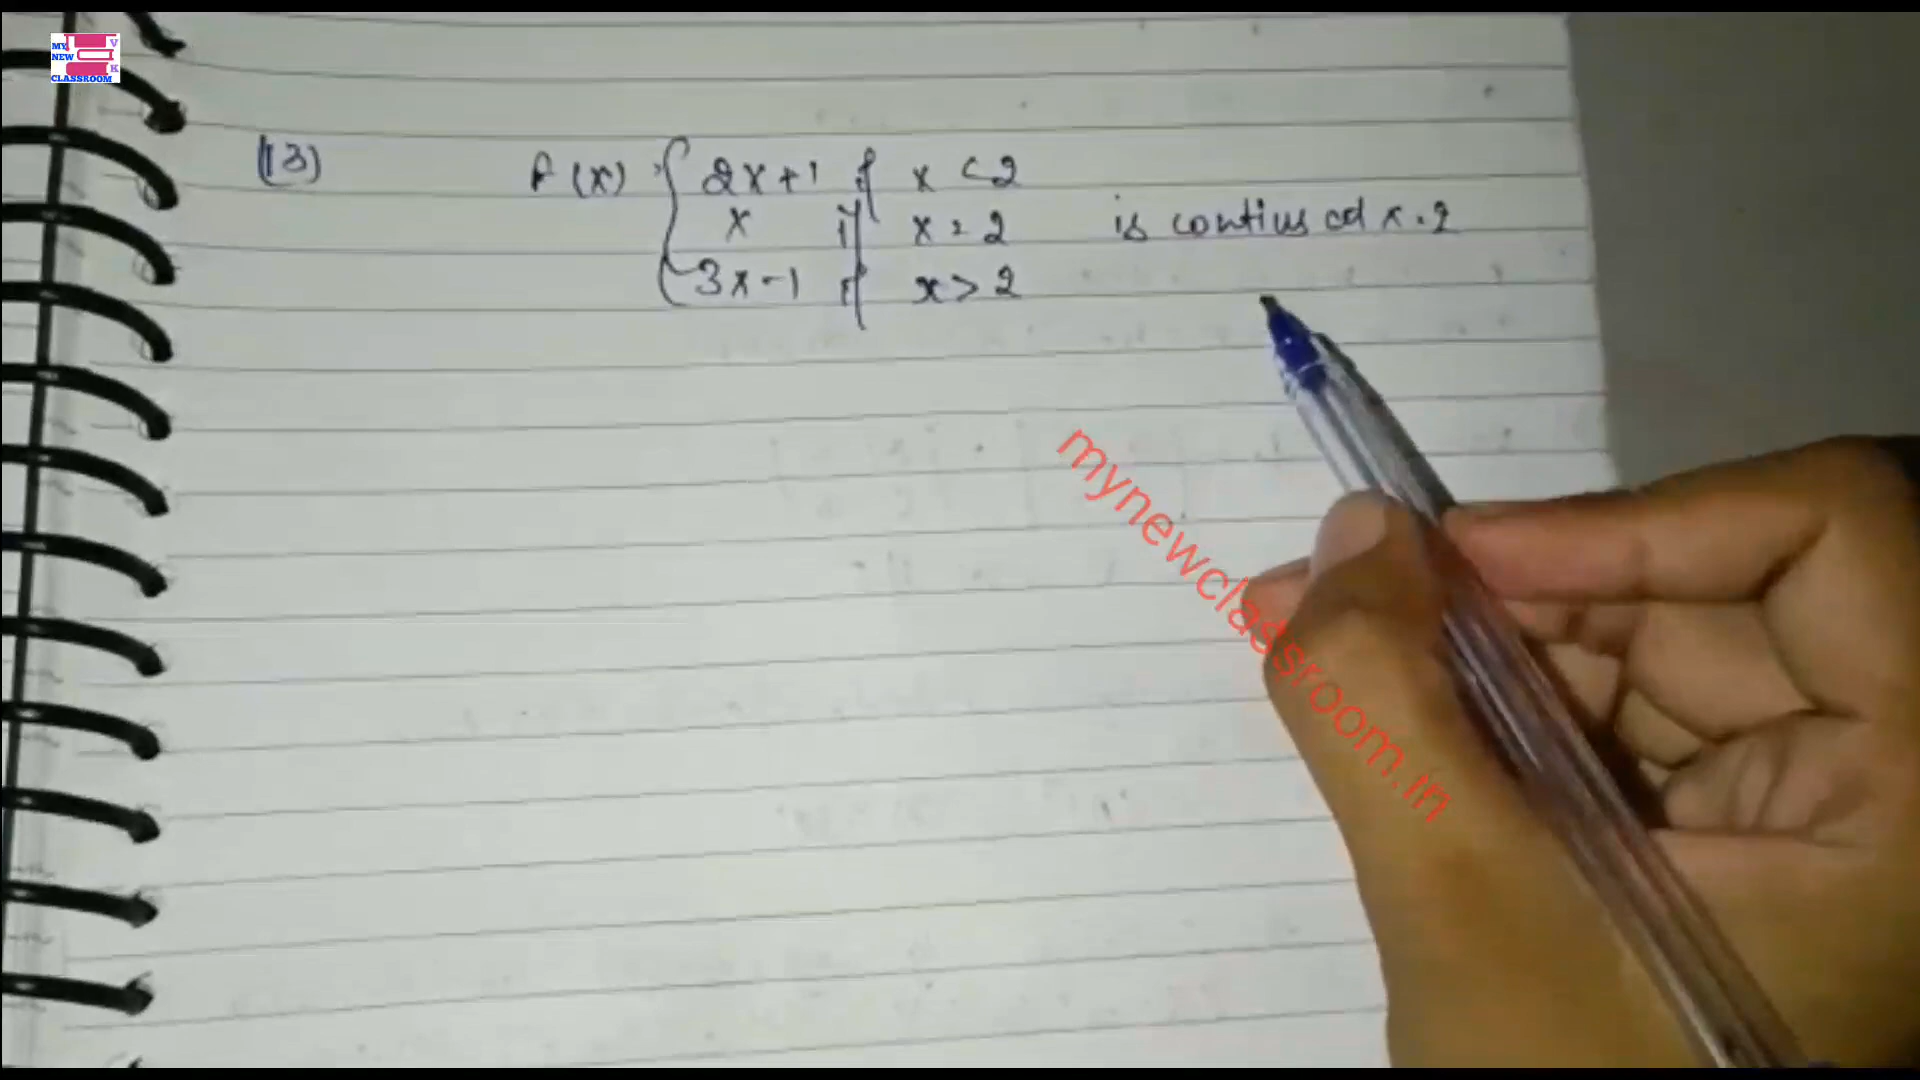 MY V
NEW
K
CLASSROOM
(13) f(x) = { 2x+1 if x < 2
x if x = 2 is contius at x = 2
3x-1 if x > 2
mynewclassroom.in